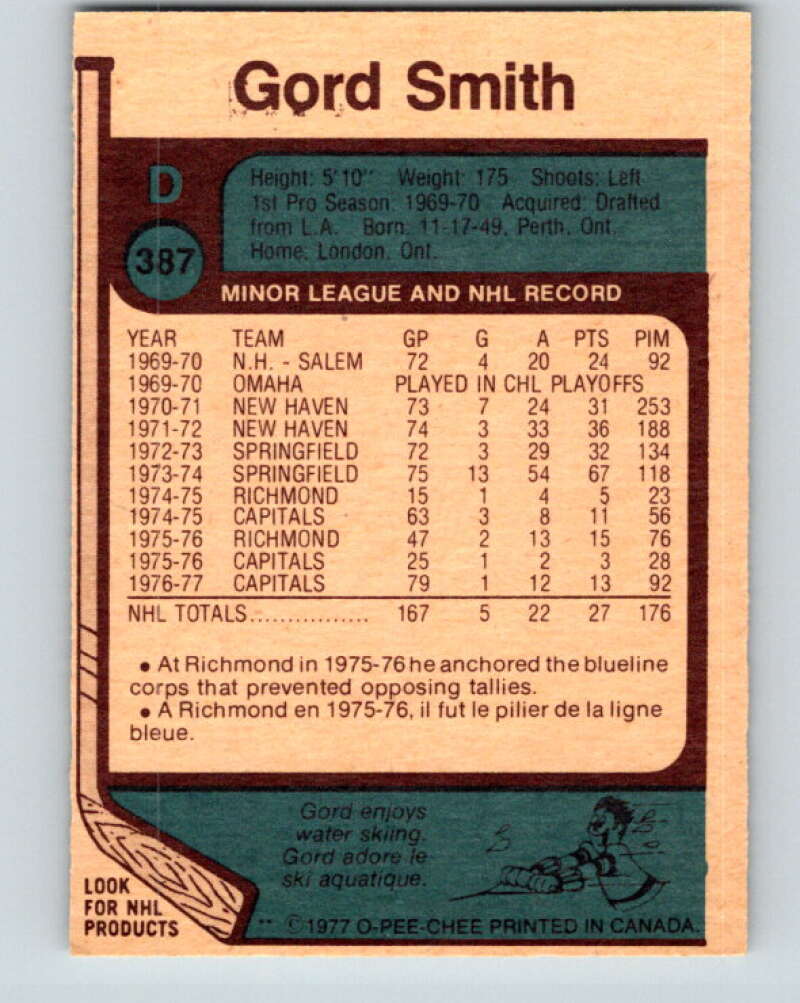 Gord Smith
D
387
Height: 5'10" Weight: 175 Shoots: Left
1st Pro Season: 1969-70 Acquired: Drafted
from L.A. Born: 11-17-49, Perth, Ont.
Home: London, Ont.
MINOR LEAGUE AND NHL RECORD
YEAR TEAM GP G A PTS PIM
1969-70 N.H. - SALEM 72 4 20 24 92
1969-70 OMAHA PLAYED IN CHL PLAYOFFS
1970-71 NEW HAVEN 73 7 24 31 253
1971-72 NEW HAVEN 74 3 33 36 188
1972-73 SPRINGFIELD 72 3 29 32 134
1973-74 SPRINGFIELD 75 13 54 67 118
1974-75 RICHMOND 15 1 4 5 23
1974-75 CAPITALS 63 3 8 11 56
1975-76 RICHMOND 47 2 13 15 76
1975-76 CAPITALS 25 1 2 3 28
1976-77 CAPITALS 79 1 12 13 92
NHL TOTALS................ 167 5 22 27 176
• At Richmond in 1975-76 he anchored the blueline
corps that prevented opposing tallies.
• A Richmond en 1975-76, il fut le pilier de la ligne
bleue.
Gord enjoys
water skiing.
Gord adore le
ski aquatique.
LOOK
FOR NHL
PRODUCTS
** ©1977 O-PEE-CHEE PRINTED IN CANADA.